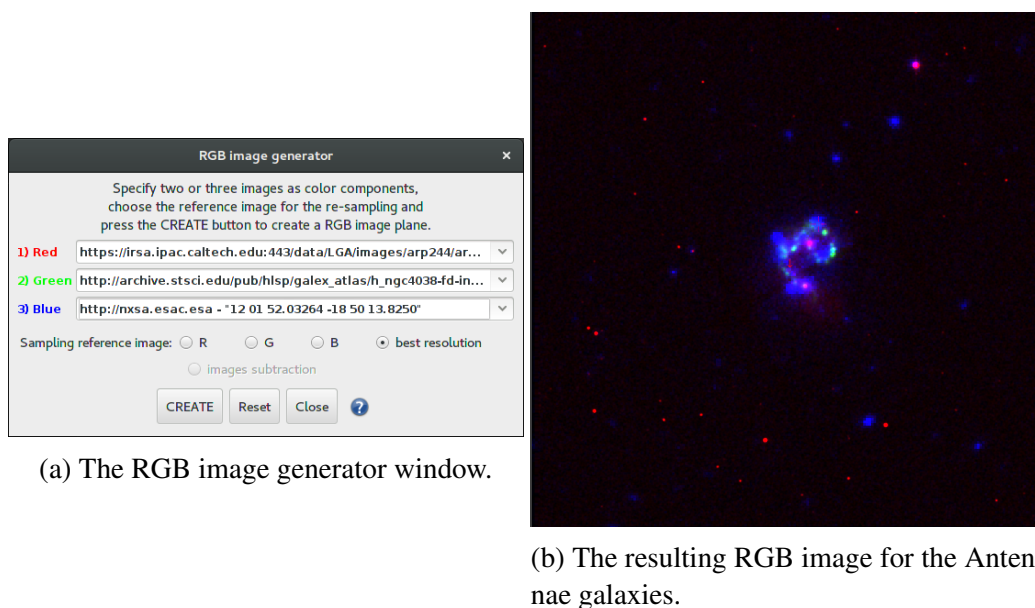 RGB image generator
×
Specify two or three images as color components,
choose the reference image for the re-sampling and
press the CREATE button to create a RGB image plane.
1) Red https://irsa.ipac.caltech.edu:443/data/LGA/images/arp244/ar...
2) Green http://archive.stsci.edu/pub/hlsp/galex_atlas/h_ngc4038-fd-in...
3) Blue http://nxsa.esac.esa - "12 01 52.03264 -18 50 13.8250"
Sampling reference image: R G B best resolution
images subtraction
CREATE Reset Close ?
(a) The RGB image generator window.
(b) The resulting RGB image for the Anten
nae galaxies.